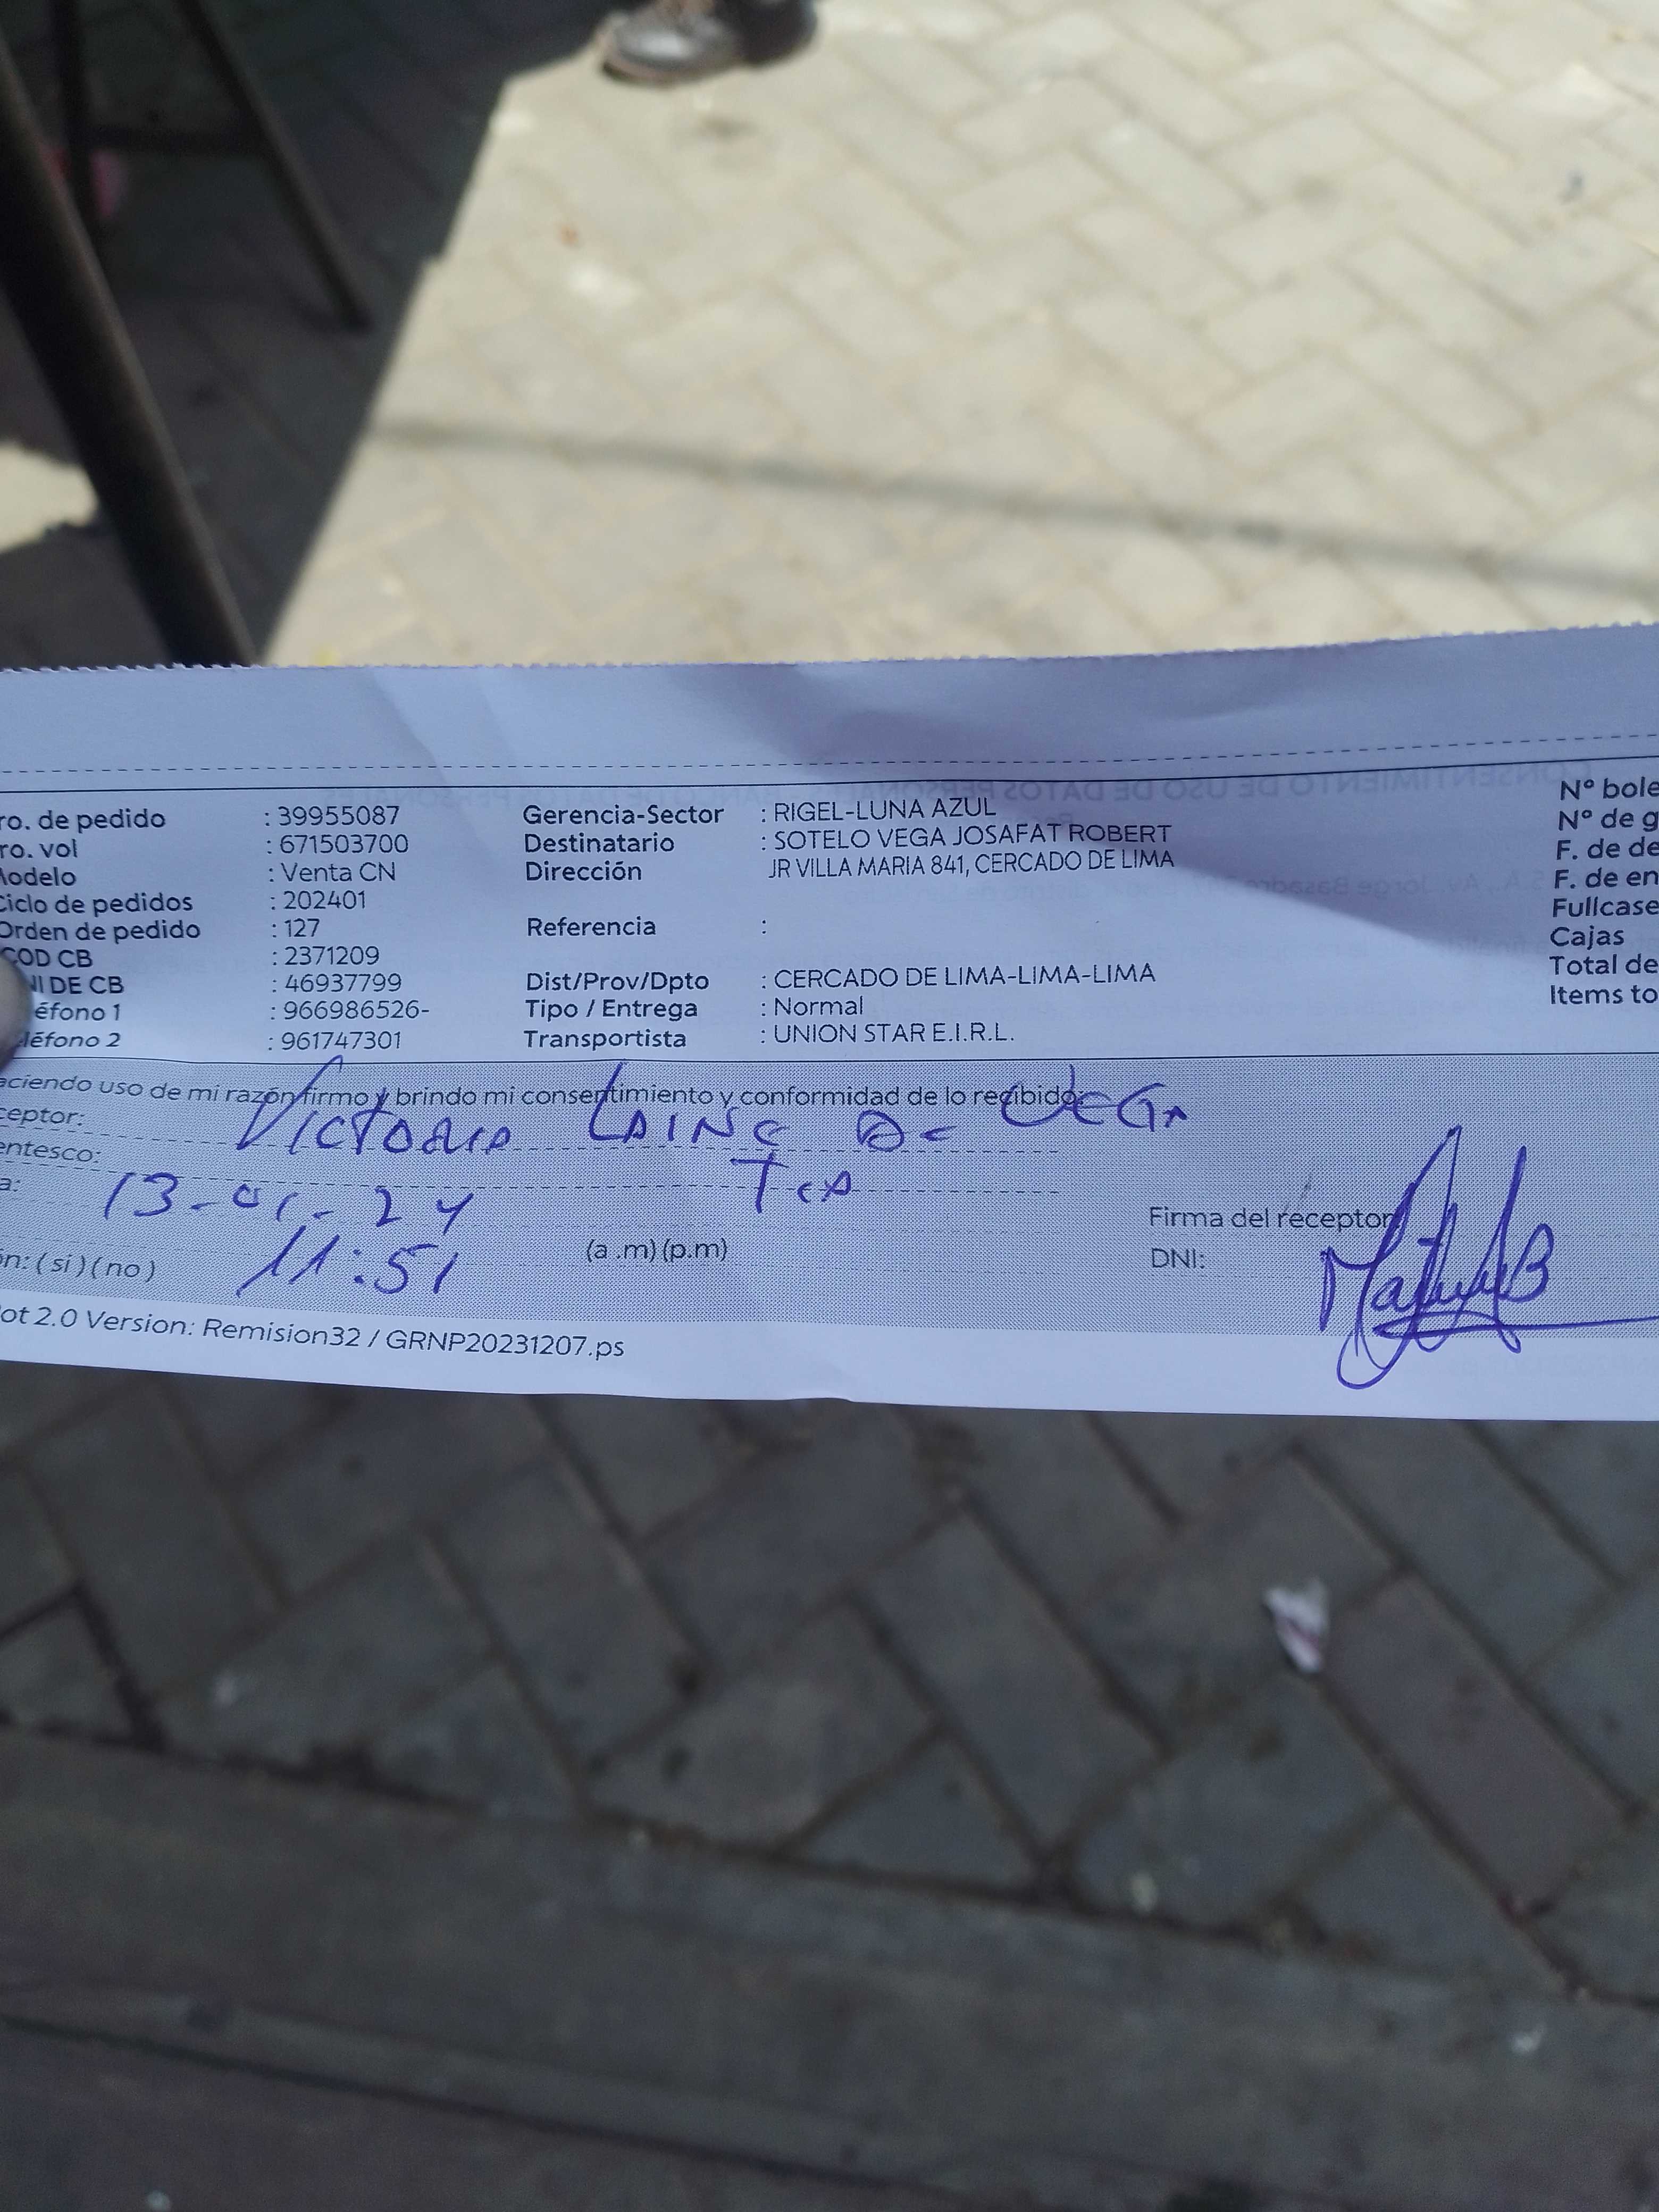 ro. de pedido : 39955087 Gerencia-Sector : RIGEL-LUNA AZUL Nº bole
ro. vol : 671503700 Destinatario : SOTELO VEGA JOSAFAT ROBERT Nº de g
Modelo : Venta CN Dirección JR VILLA MARIA 841, CERCADO DE LIMA F. de de
Ciclo de pedidos : 202401 F. de en
Orden de pedido : 127 Referencia : Fullcase
COD CB : 2371209 Cajas
NI DE CB : 46937799 Dist/Prov/Dpto : CERCADO DE LIMA-LIMA-LIMA Total de
éfono 1 : 966986526- Tipo / Entrega : Normal Items to
léfono 2 : 961747301 Transportista : UNION STAR E.I.R.L.
aciendo uso de mi razón firmo y brindo mi consentimiento y conformidad de lo recibido
ceptor: VICTORIA LAINE DE VEGA
entesco:
a: 13-01-24
Firma del receptor
ón: ( si ) ( no ) 11:51 (a .m) (p.m) DNI:
ot 2.0 Version: Remision32 / GRNP20231207.ps